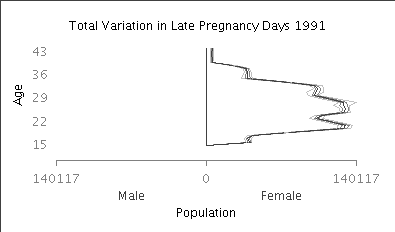 Total Variation in Late Pregnancy Days 1991
43
36
29
22
15
Age
140117 0 140117
Male Female
Population